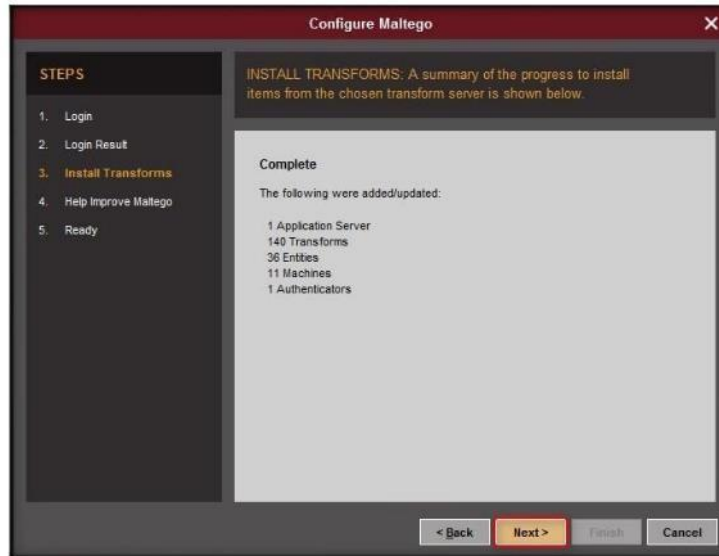 Configure Maltego
STEPS
1. Login
2. Login Result
3. Install Transforms
4. Help Improve Maltego
5. Ready
INSTALL TRANSFORMS: A summary of the progress to install
items from the chosen transform server is shown below.
Complete
The following were added/updated:
1 Application Server
140 Transforms
36 Entities
11 Machines
1 Authenticators
< Back Next > Finish Cancel